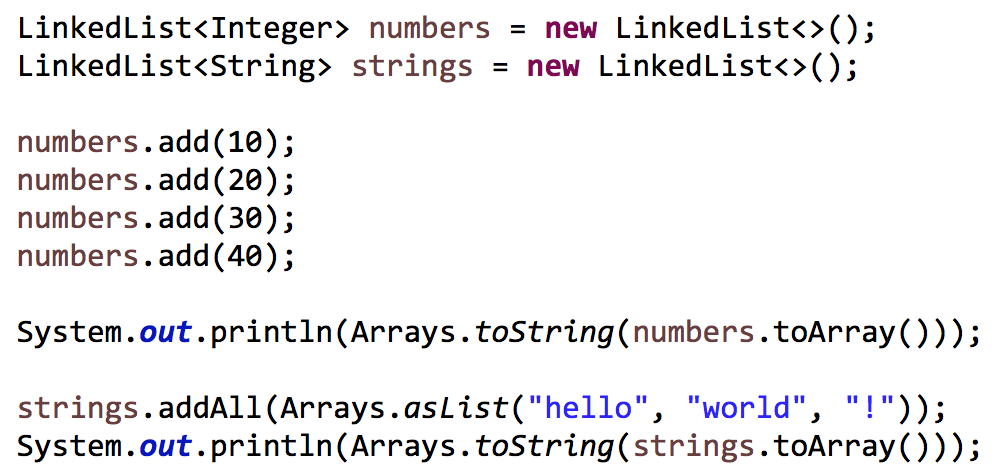 LinkedList<Integer> numbers = new LinkedList<>();
LinkedList<String> strings = new LinkedList<>();
numbers.add(10);
numbers.add(20);
numbers.add(30);
numbers.add(40);
System.out.println(Arrays.toString(numbers.toArray()));
strings.addAll(Arrays.asList("hello", "world", "!"));
System.out.println(Arrays.toString(strings.toArray()));